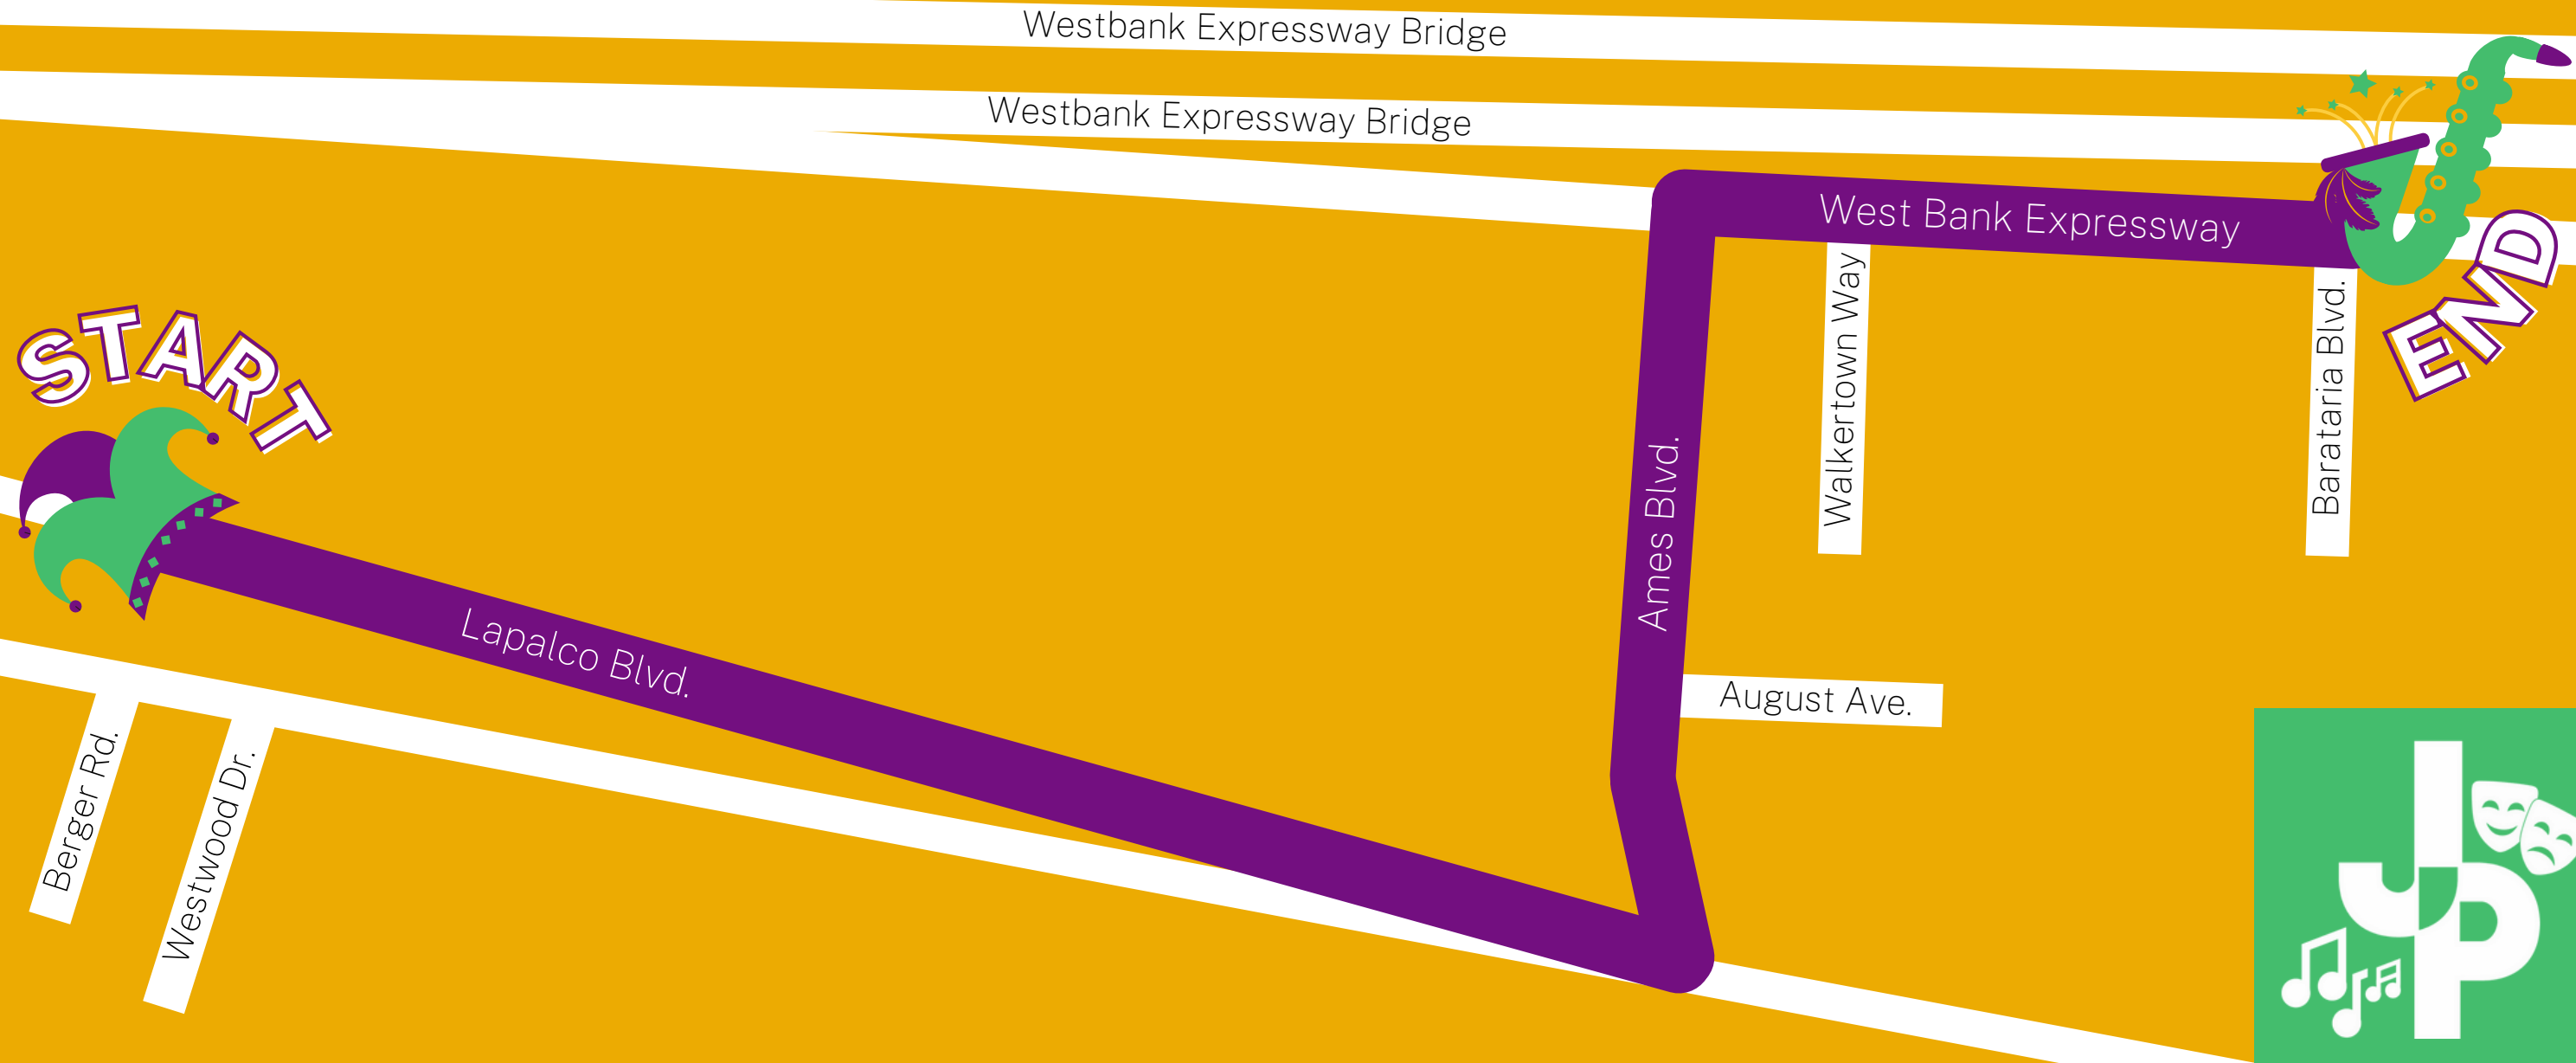 Westbank Expressway Bridge
Westbank Expressway Bridge
West Bank Expressway
Walkertown Way
Barataria Blvd.
END
START
Ames Blvd.
Lapalco Blvd.
August Ave.
Berger Rd.
Westwood Dr.
JP